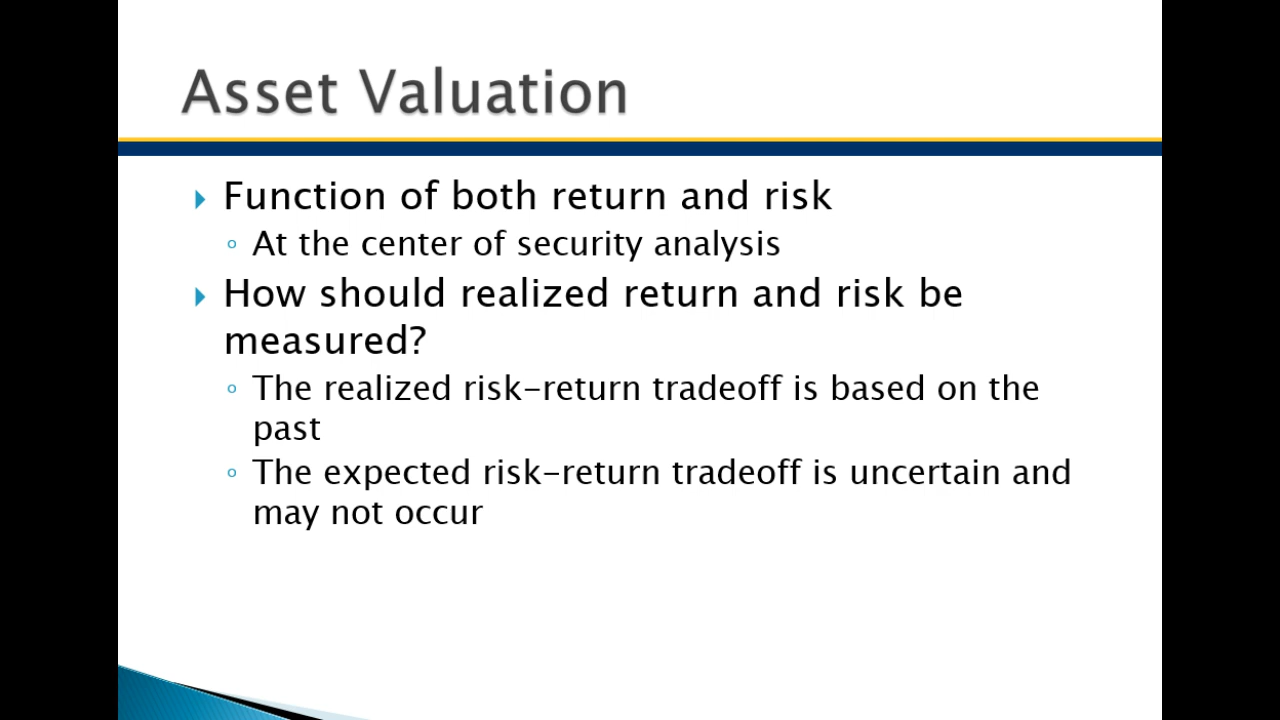 Asset Valuation
Function of both return and risk
At the center of security analysis
How should realized return and risk be
measured?
The realized risk-return tradeoff is based on the
past
The expected risk-return tradeoff is uncertain and
may not occur